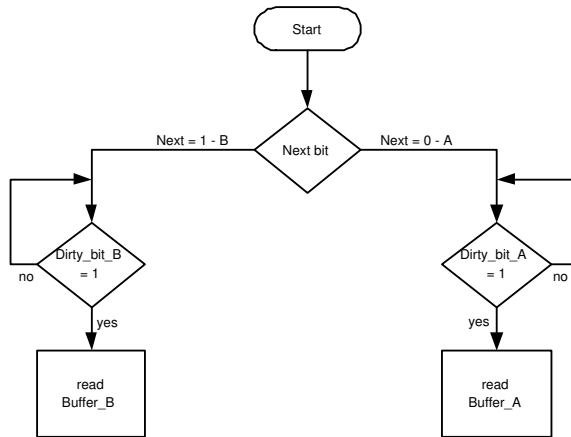 Start
Next = 1 - B
Next bit
Next = 0 - A
Dirty_bit_B
= 1
no
yes
Dirty_bit_A
= 1
no
yes
read
Buffer_B
read
Buffer_A